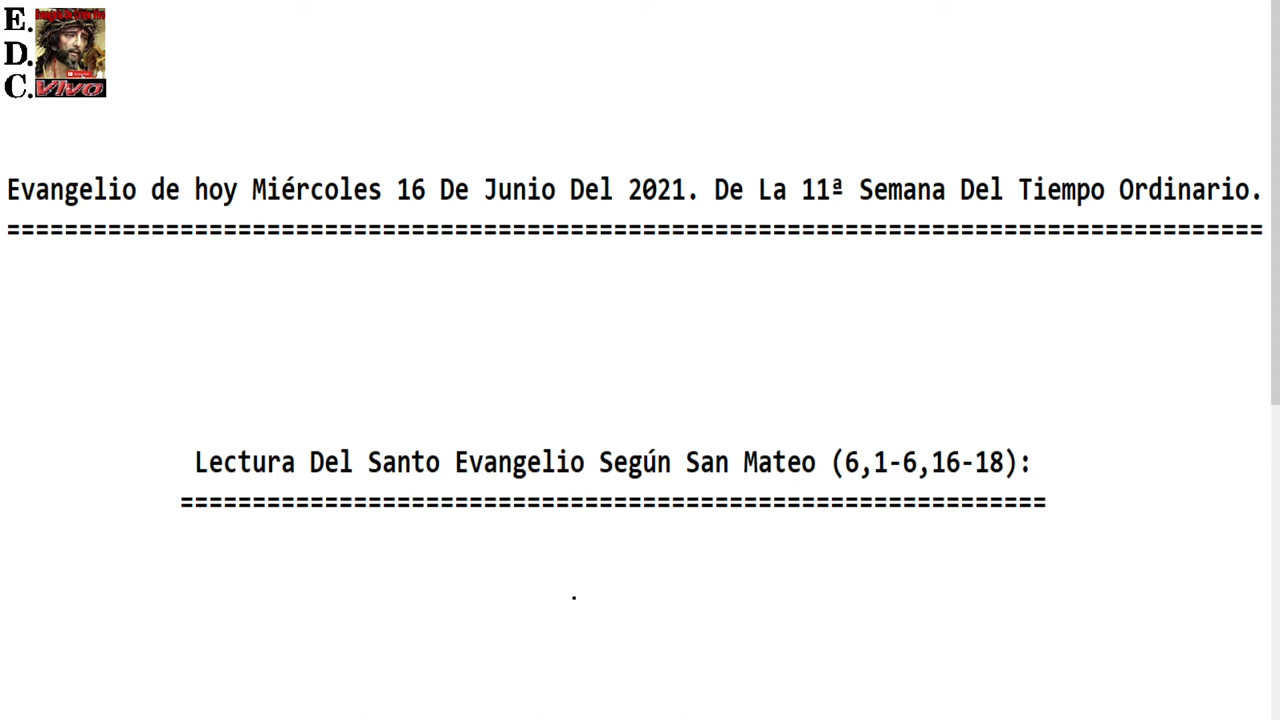 E.
D.
C.
Vivo
Evangelio de hoy Miércoles 16 De Junio Del 2021. De La 11ª Semana Del Tiempo Ordinario.
=======================================================================================
Lectura Del Santo Evangelio Según San Mateo (6,1-6,16-18):
============================================================
.